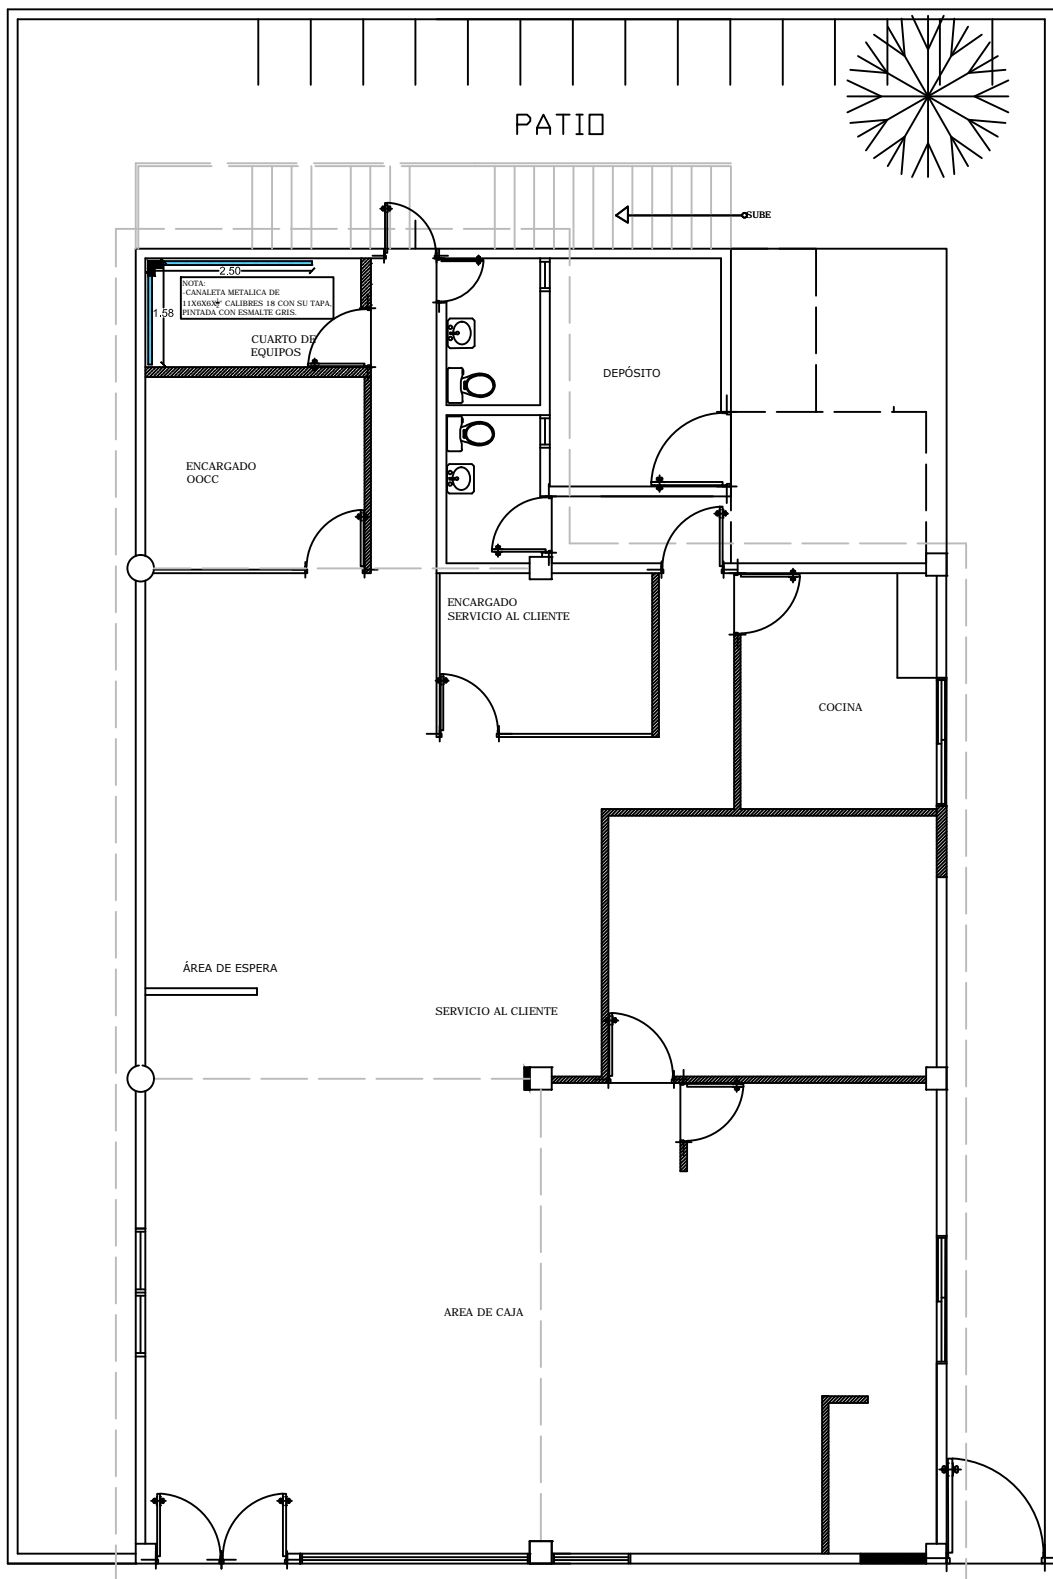 PATIO
SUBE
2.50
NOTA:
-CANALETA METALICA DE
11X6X6X½" CALIBRES 18 CON SU TAPA.
PINTADA CON ESMALTE GRIS.
1.58
CUARTO DE
EQUIPOS
DEPÓSITO
ENCARGADO
OOCC
ENCARGADO
SERVICIO AL CLIENTE
COCINA
ÁREA DE ESPERA
SERVICIO AL CLIENTE
AREA DE CAJA